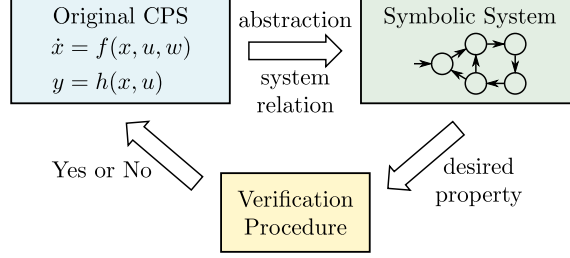 Original CPS
ẋ = f(x, u, w)
y = h(x, u)
abstraction
system
relation
Symbolic System
Yes or No
desired
property
Verification
Procedure